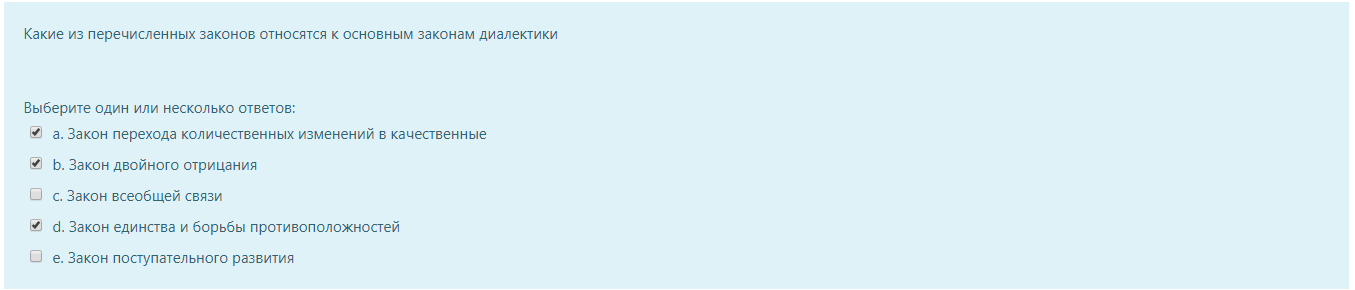 Какие из перечисленных законов относятся к основным законам диалектики
Выберите один или несколько ответов:
a. Закон перехода количественных изменений в качественные
b. Закон двойного отрицания
c. Закон всеобщей связи
d. Закон единства и борьбы противоположностей
e. Закон поступательного развития